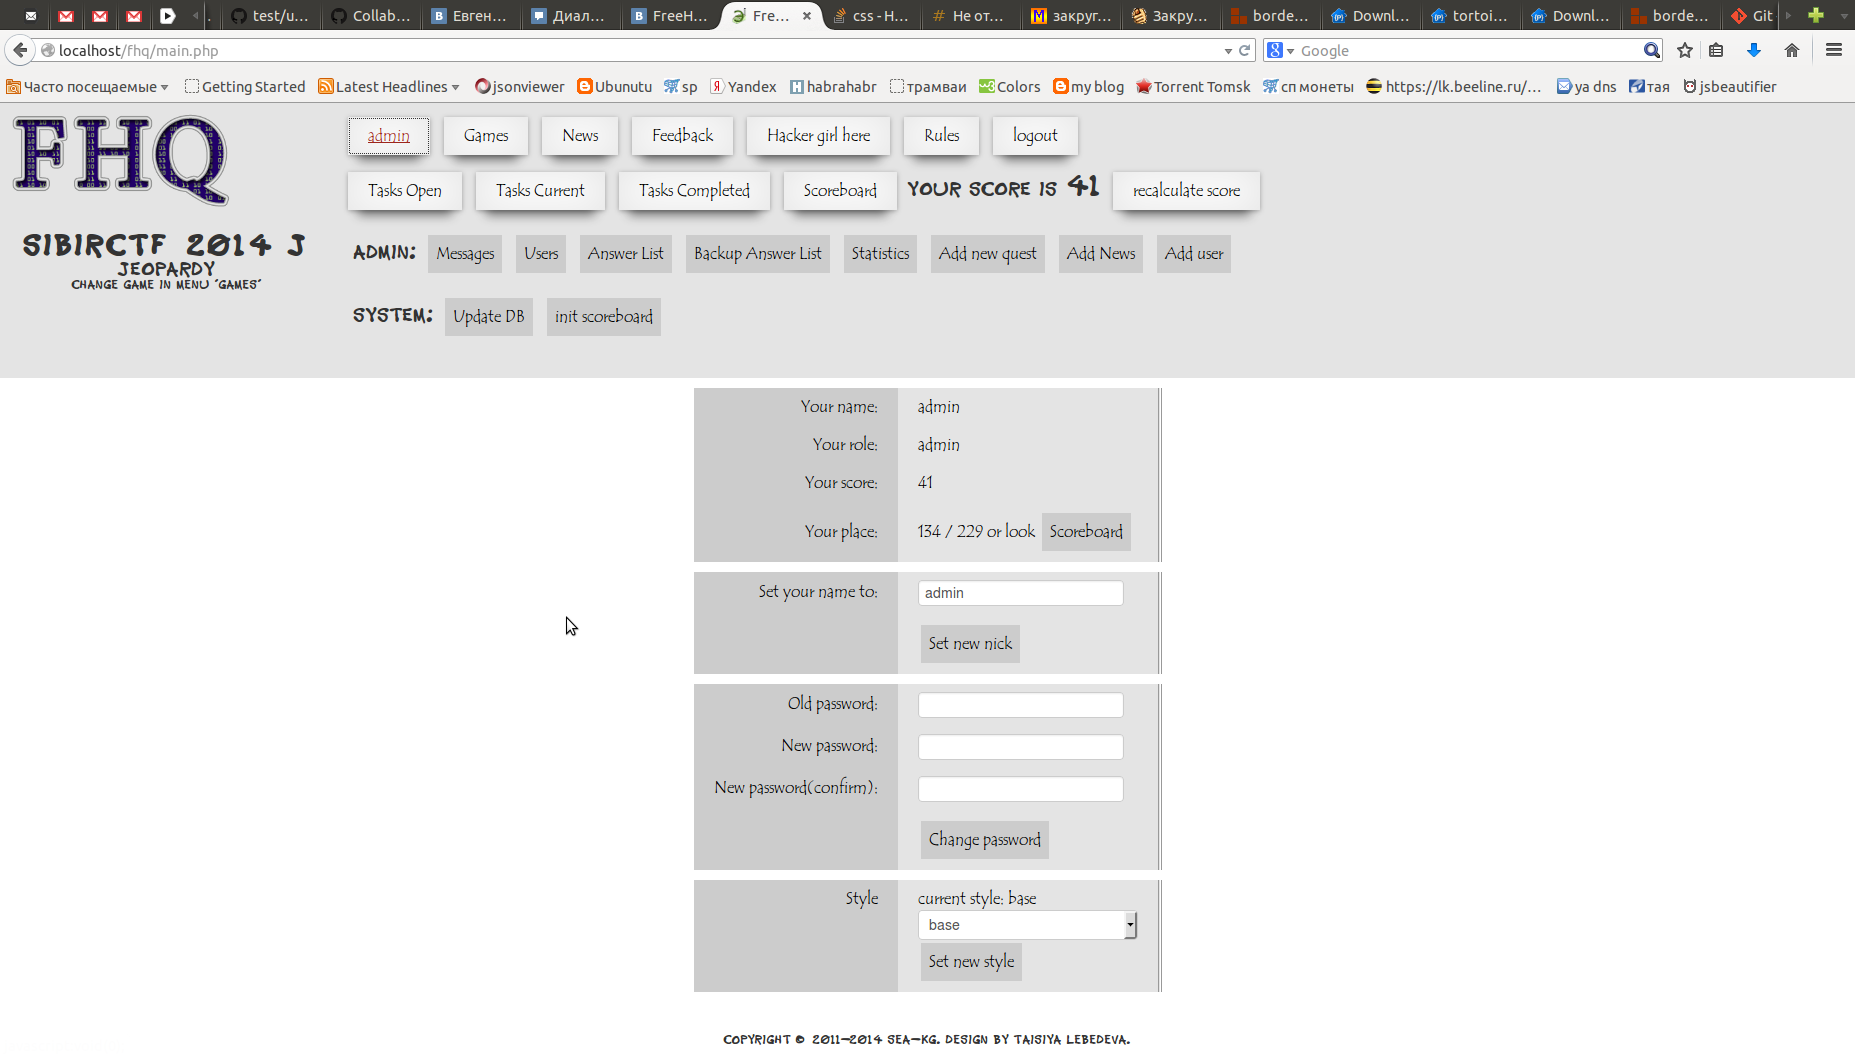 test/u...
Collab...
Евген...
Диал...
FreeH...
Fre...
css - H...
Не от...
закруг...
Закру...
borde...
Downl...
tortoi...
Downl...
borde...
Git
localhost/fhq/main.php
Google
Часто посещаемые
Getting Started
Latest Headlines
jsonviewer
Ubunutu
sp
Yandex
habrahabr
трамваи
Colors
my blog
Torrent Tomsk
сп монеты
https://lk.beeline.ru/...
ya dns
тая
jsbeautifier
FHQ
SIBIRCTF 2014 J
JEOPARDY
CHANGE GAME IN MENU "GAMES"
admin
Games
News
Feedback
Hacker girl here
Rules
logout
Tasks Open
Tasks Current
Tasks Completed
Scoreboard
YOUR SCORE IS 41
recalculate score
ADMIN:
Messages
Users
Answer List
Backup Answer List
Statistics
Add new quest
Add News
Add user
SYSTEM:
Update DB
init scoreboard
Your name: admin
Your role: admin
Your score: 41
Your place: 134 / 229 or look Scoreboard
Set your name to: admin
Set new nick
Old password:
New password:
New password(confirm):
Change password
Style current style: base
base
Set new style
COPYRIGHT © 2011-2014 SEA-KG. DESIGN BY TAISIYA LEBEDEVA.